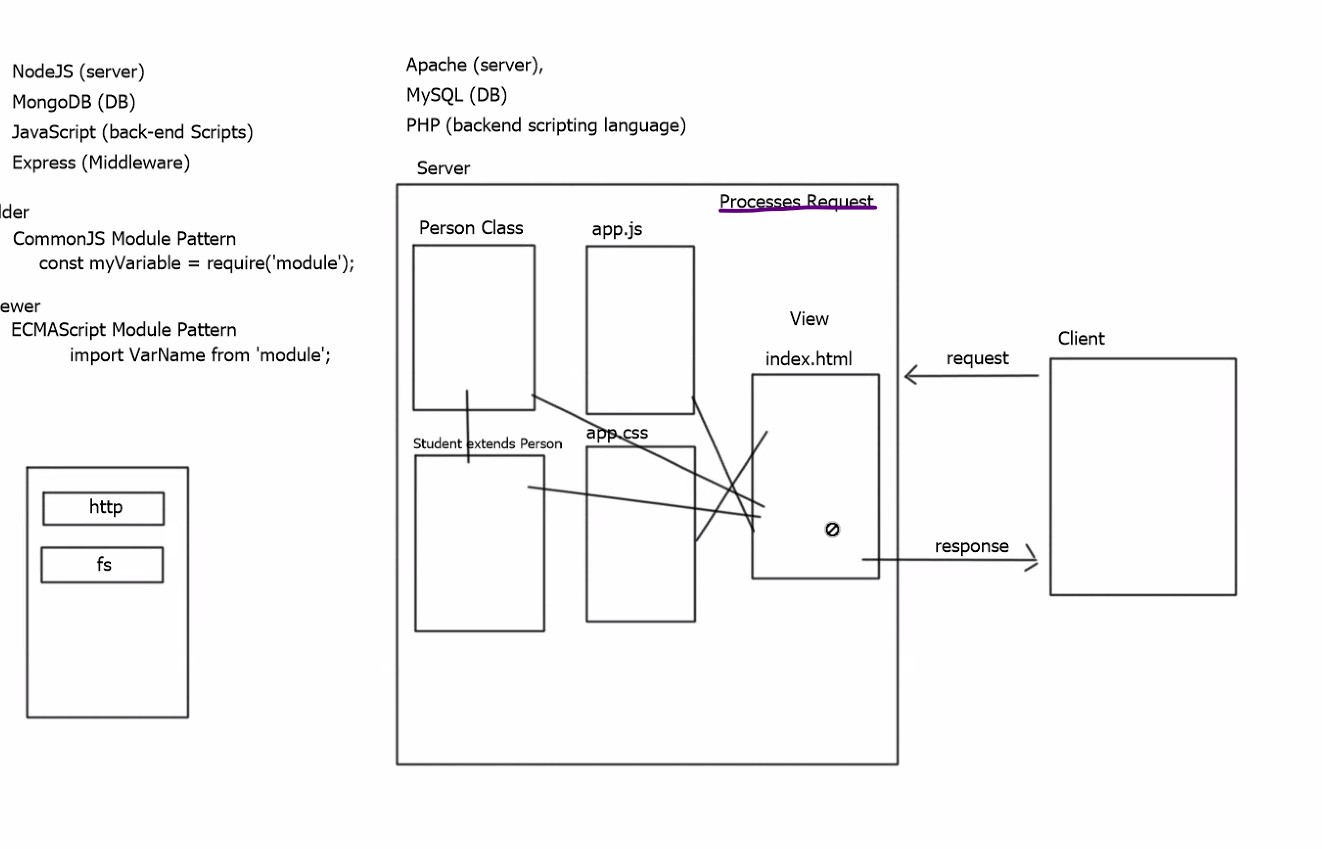 NodeJS (server)
MongoDB (DB)
JavaScript (back-end Scripts)
Express (Middleware)
lder
CommonJS Module Pattern
const myVariable = require('module');
ewer
ECMAScript Module Pattern
import VarName from 'module';
http
fs
Apache (server),
MySQL (DB)
PHP (backend scripting language)
Server
Processes Request
Person Class
app.js
View
index.html
Student extends Person
app.css
request
Client
response